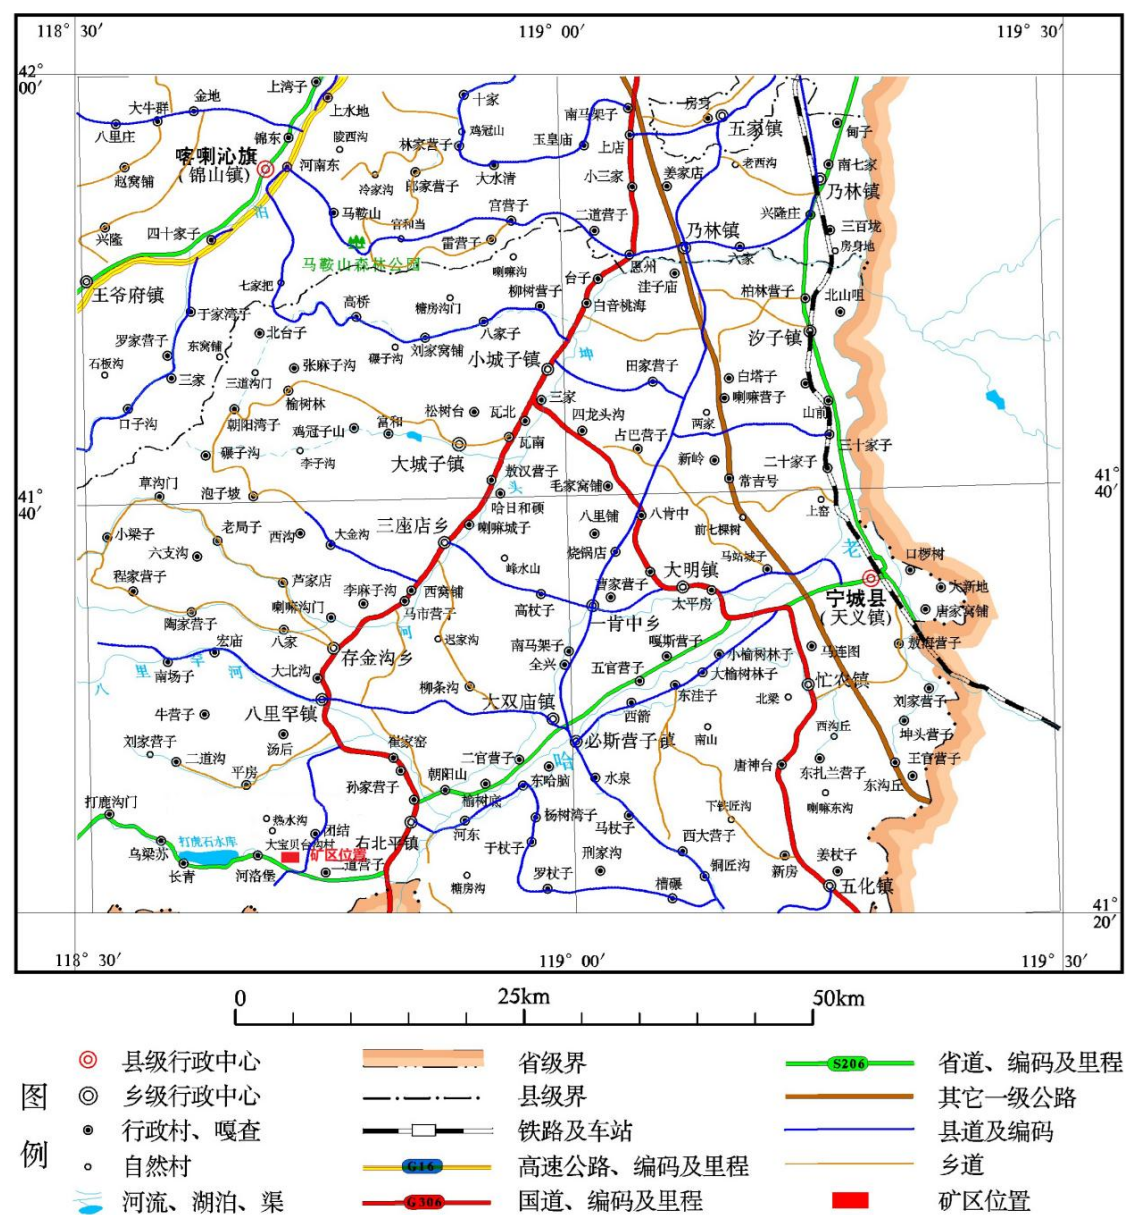 118° 30′
119° 00′
119° 30′
42°
00′
上湾子
金地
大牛群
上水地
八里庄
锦东
陵西沟
喀喇沁旗
(锦山镇)
河南东
赵窝铺
冷家沟
十家
鸡冠山
林家营子
郎家营子
大水清
玉皇庙
南马架子
上店
房身
五家镇
小三家
姜家店
老西沟
甸子
南七家
乃林镇
兴隆庄
三百垅
房身地
泊
马鞍山
官和当
宫营子
二道营子
乃林镇
六家
兴隆
四十家子
雷营子
马鞍山森林公园
喇嘛沟
恩州
洼子庙
台子
王爷府镇
七家把
高桥
糖房沟门
柳树营子
白音桃海
柏林营子
北山咀
于家湾子
北台子
八家子
汐子镇
罗家营子
东窝铺
碾子沟
刘家窝铺
小城子镇
坤
田家营子
石板沟
三家
三道沟门
张麻子沟
白塔子
喇嘛营子
榆树林
三家
口子沟
朝阳湾子
松树台
瓦北
四龙头沟
两家
山前
鸡冠子山
富和
瓦南
占巴营子
三十家子
碾子沟
李子沟
大城子镇
敖汉营子
新岭
二十家子
草沟门
泡子坡
头
毛家窝铺
常吉号
41°
40′
41°
40′
哈日和硕
上窑
小梁子
老局子
西沟
大金沟
三座店乡
喇嘛城子
八里铺
八肯中
前七棵树
老
六支沟
峰水山
烧锅店
马站城子
口椤树
程家营子
芦家店
李麻子沟
西窝铺
大明镇
大新地
喇嘛沟门
马市营子
高杖子
曹家营子
太平房
宁城县
(天义镇)
唐家窝铺
陶家营子
八家
河
迟家沟
一肯中乡
宏庙
存金沟乡
南马架子
嘎斯营子
小榆树林子
马连图
敖海营子
八
里
罕
河
南场子
大北沟
全兴
五官营子
大榆树林子
柳条沟
东洼子
北梁
忙农镇
刘家营子
牛营子
八里罕镇
大双庙镇
西箭
西沟丘
坤头营子
刘家营子
汤后
必斯营子镇
南山
二道沟
崔家窑
二官营子
哈
唐神台
东扎兰营子
王官营子
平房
孙家营子
朝阳山
东哈脑
水泉
东沟丘
打鹿沟门
榆树底
下铁匠沟
喇嘛东沟
热水沟
团结
大宝贝台沟村
右北平镇
河东
杨树湾子
马杖子
西大营子
打虎石水库
矿区位置
乌梁苏
于杖子
刑家沟
铜匠沟
新房
姜杖子
长青
河洛堡
二道营子
糖房沟
罗杖子
槽碾
五化镇
41°
20′
118° 30′
119° 00′
119° 30′
0
25km
50km
图
例
县级行政中心
省级界
S206
省道、编码及里程
乡级行政中心
县级界
其它一级公路
行政村、嘎查
铁路及车站
县道及编码
自然村
G16
高速公路、编码及里程
乡道
河流、湖泊、渠
G306
国道、编码及里程
矿区位置